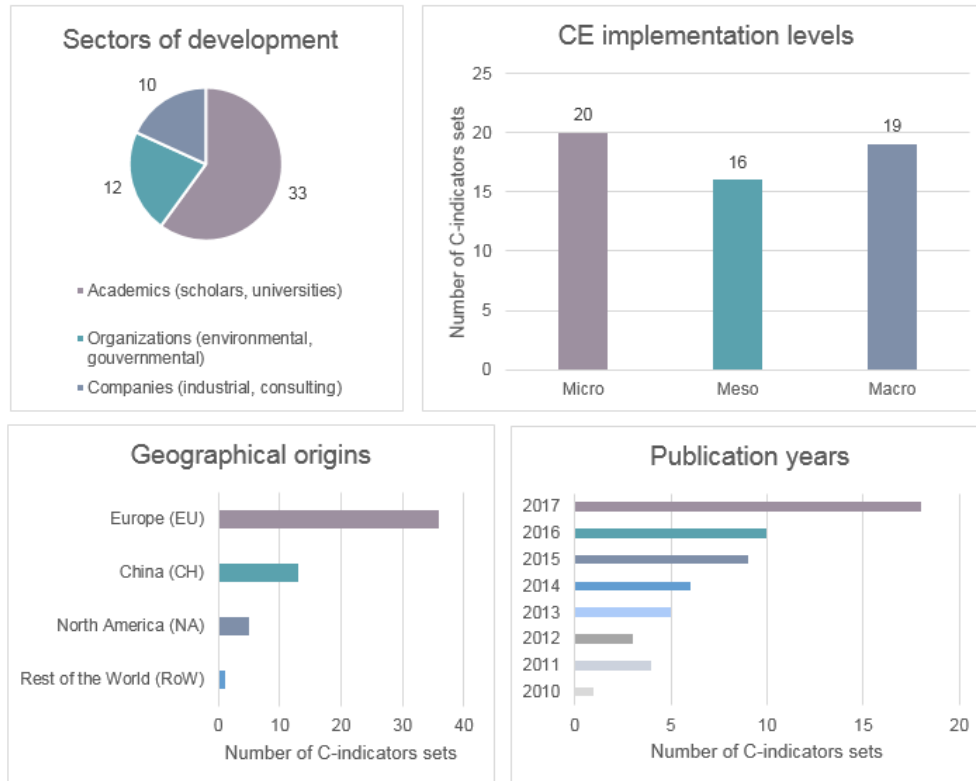 Sectors of development
10
12
33
Academics (scholars, universities)
Organizations (environmental,
gouvernmental)
Companies (industrial, consulting)
CE implementation levels
Number of C-indicators sets
25
20
15
10
5
0
20
16
19
Micro
Meso
Macro
Geographical origins
Europe (EU)
China (CH)
North America (NA)
Rest of the World (RoW)
0 10 20 30 40
Number of C-indicators sets
Publication years
2017
2016
2015
2014
2013
2012
2011
2010
0 5 10 15 20
Number of C-indicators sets